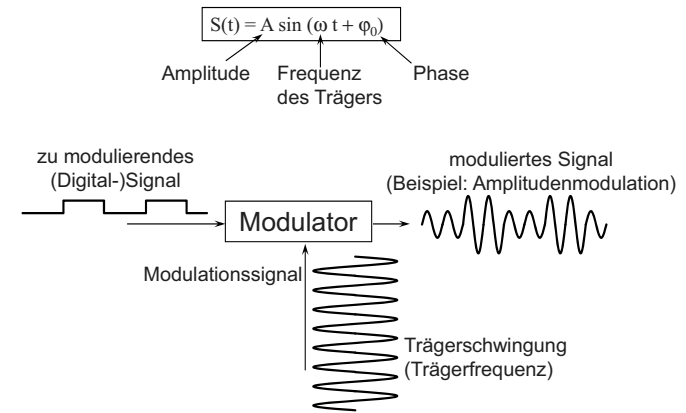 S(t) = A sin (ω t + φ₀)
Amplitude
Frequenz
des Trägers
Phase
zu modulierendes
(Digital-)Signal
moduliertes Signal
(Beispiel: Amplitudenmodulation)
Modulator
Modulationssignal
Trägerschwingung
(Trägerfrequenz)